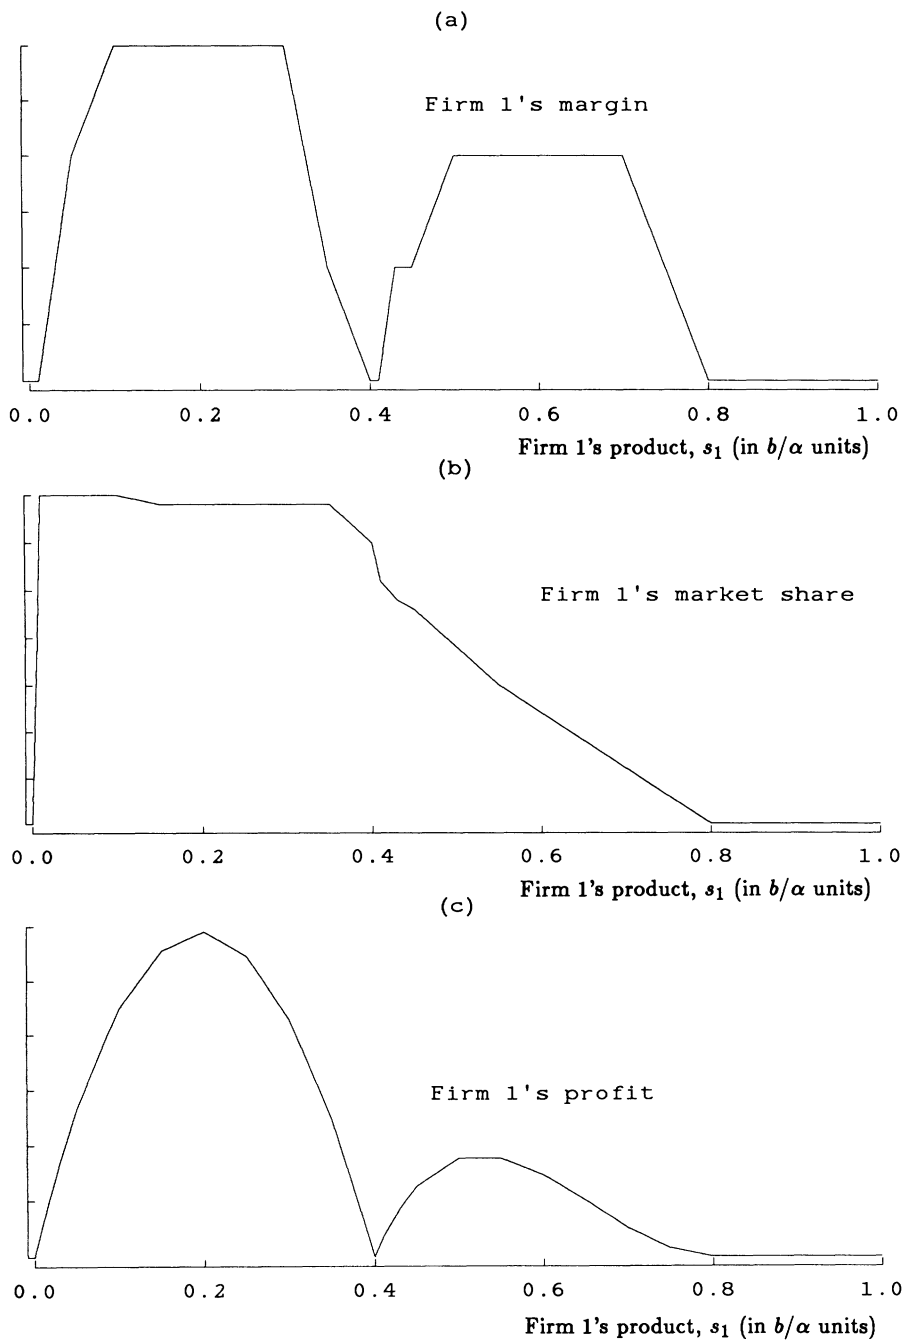 (a)
Firm 1's margin
0.0 0.2 0.4 0.6 0.8 1.0
Firm 1's product, s₁ (in b/α units)
(b)
Firm 1's market share
0.0 0.2 0.4 0.6 0.8 1.0
Firm 1's product, s₁ (in b/α units)
(c)
Firm 1's profit
0.0 0.2 0.4 0.6 0.8 1.0
Firm 1's product, s₁ (in b/α units)